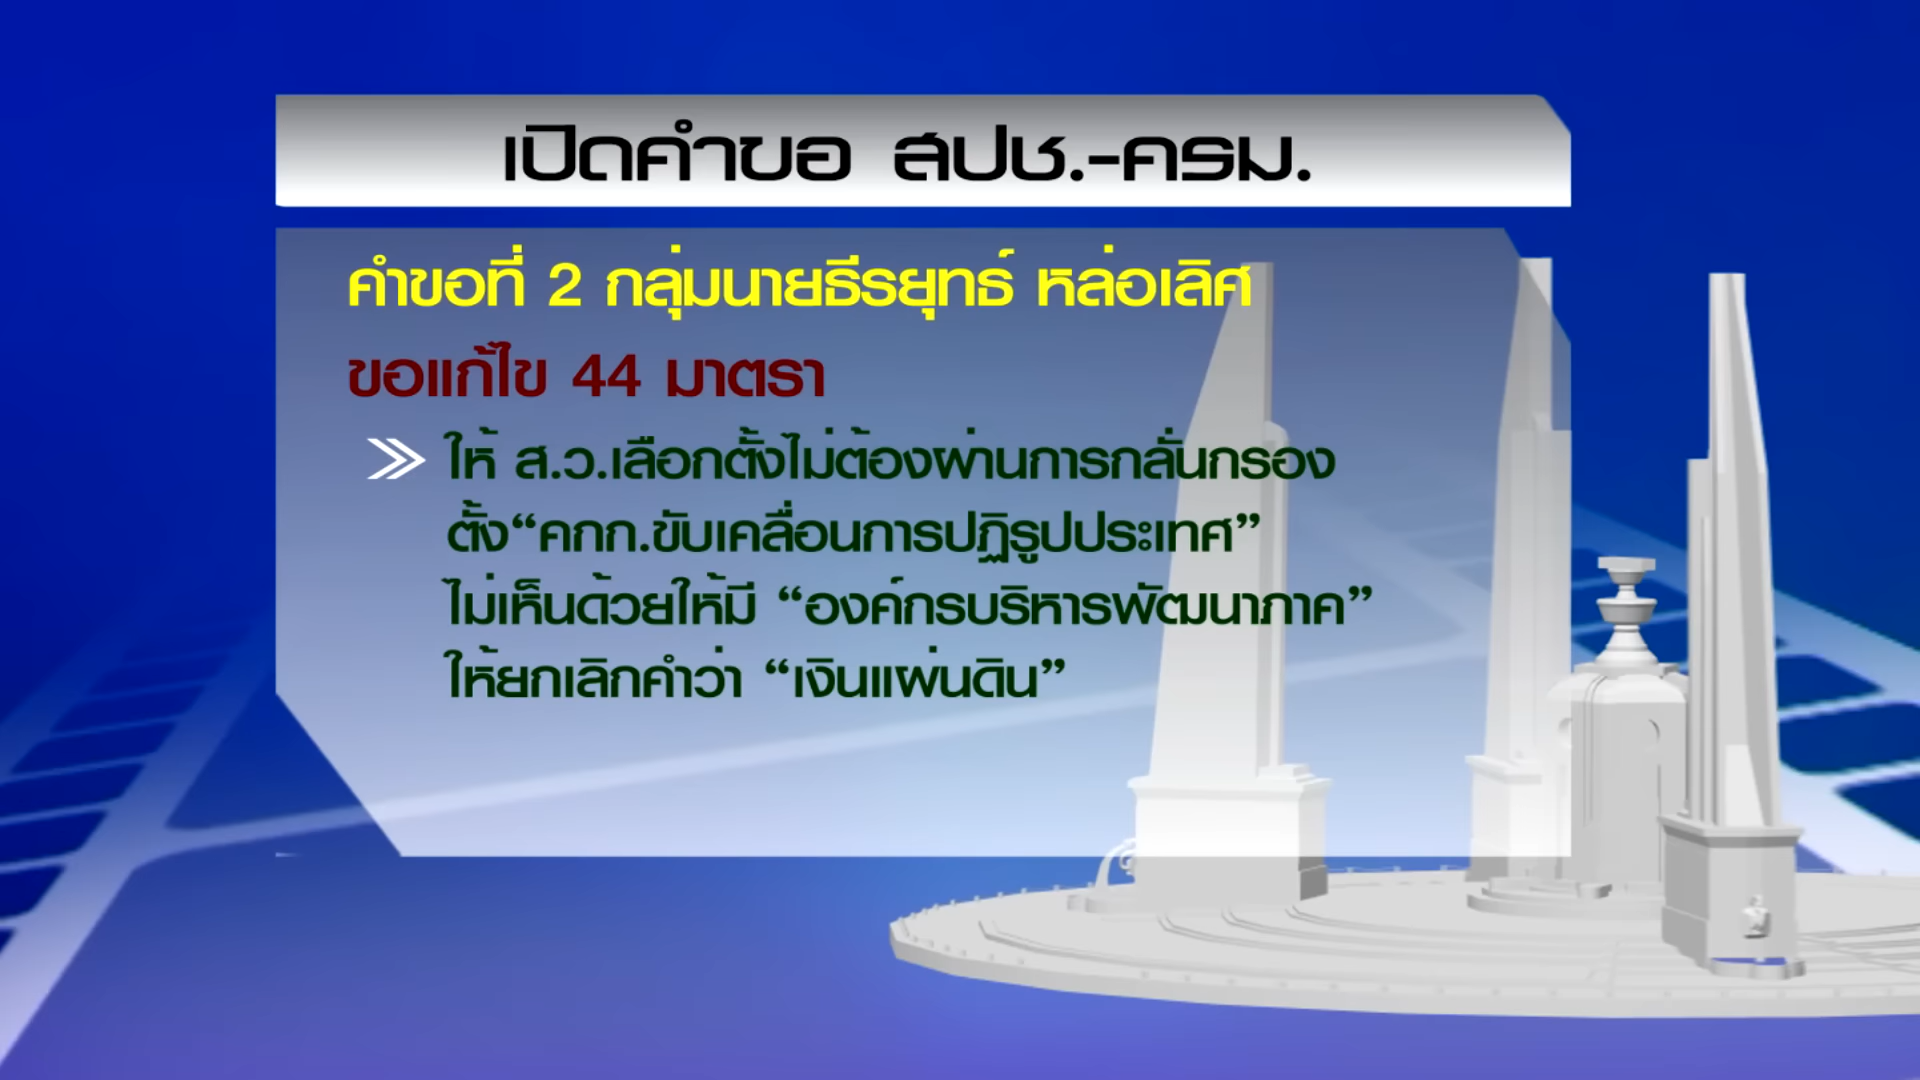 เปิดคำขอ สปช.-ครม.
คำขอที่ 2 กลุ่มนายธีรยุทธ์ หล่อเลิศ
ขอแก้ไข 44 มาตรา
ให้ ส.ว.เลือกตั้งไม่ต้องผ่านการกลั่นกรอง
ตั้ง“คกก.ขับเคลื่อนการปฏิรูปประเทศ”
ไม่เห็นด้วยให้มี “องค์กรบริหารพัฒนาภาค”
ให้ยกเลิกคำว่า “เงินแผ่นดิน”